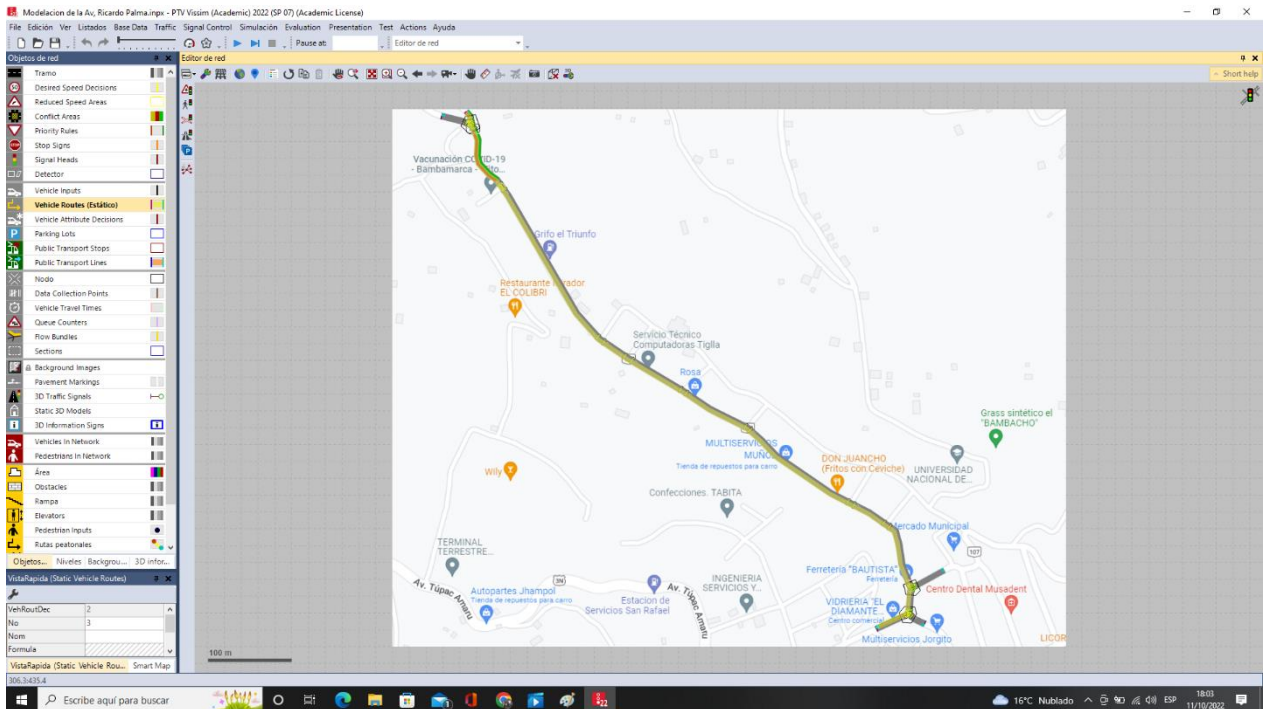 Modelacion de la Av, Ricardo Palma.inpx - PTV Vissim (Academic) 2022 (SP 07) (Academic License)
File Edición Ver Listados Base Data Traffic Signal Control Simulación Evaluation Presentation Test Actions Ayuda
Pause at: Editor de red
Objetos de red
Tramo
Desired Speed Decisions
Reduced Speed Areas
Conflict Areas
Priority Rules
Stop Signs
Signal Heads
Detector
Vehicle Inputs
Vehicle Routes (Estático)
Vehicle Attribute Decisions
Parking Lots
Public Transport Stops
Public Transport Lines
Nodo
Data Collection Points
Vehicle Travel Times
Queue Counters
Flow Bundles
Sections
Background Images
Pavement Markings
3D Traffic Signals
Static 3D Models
3D Information Signs
Vehicles In Network
Pedestrians In Network
Área
Obstacles
Rampa
Elevators
Pedestrian Inputs
Rutas peatonales
Objetos... Niveles Backgrou... 3D infor...
VistaRapida (Static Vehicle Routes)
VehRoutDec 2
No 3
Nom
Formula
VistaRapida (Static Vehicle Rou... Smart Map
306.3:435.4
Editor de red
Short help
Vacunación COVID-19
- Bambamarca -
Grifo el Triunfo
Restaurante Mirador
EL COLIBRI
Servicio Técnico
Computadoras Tiglla
Rosa
MULTISERVICIOS
MUÑOZ
Tienda de repuestos para carro
Grass sintético el
"BAMBACHO"
DON JUANCHO
(Fritos con Ceviche)
UNIVERSIDAD
NACIONAL DE...
Wily
Confecciones. TABITA
Mercado Municipal
107
TERMINAL
TERRESTRE...
Av. Túpac Amaru
3N
Autopartes Jhampol
Tienda de repuestos para carro
Estacion de
Servicios San Rafael
Av. Túpac Amaru
INGENIERIA
SERVICIOS Y...
Ferretería "BAUTISTA"
Ferretería
Centro Dental Musadent
VIDRIERIA "EL
DIAMANTE...
Centro comercial
Multiservicios Jorgito
LICOR
100 m
Escribe aquí para buscar
16°C Nublado
ESP
18:03
11/10/2022